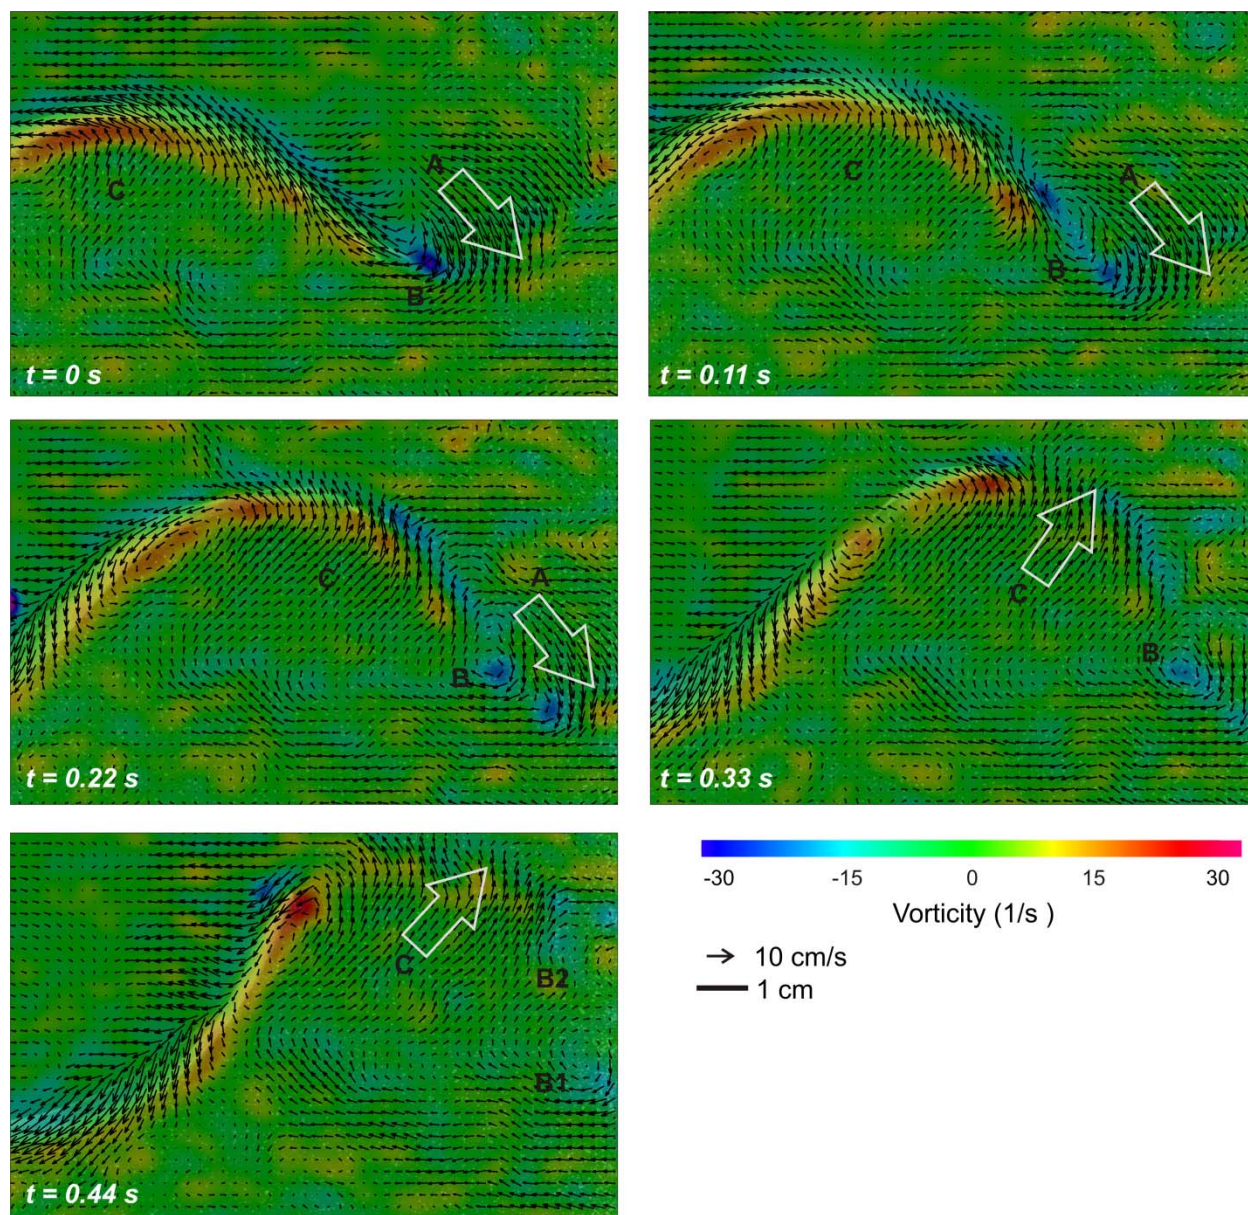 A
C
B
t = 0 s
A
C
B
t = 0.11 s
A
C
B
t = 0.22 s
C
B
t = 0.33 s
C
B2
B1
t = 0.44 s
-30 -15 0 15 30
Vorticity (1/s )
10 cm/s
1 cm